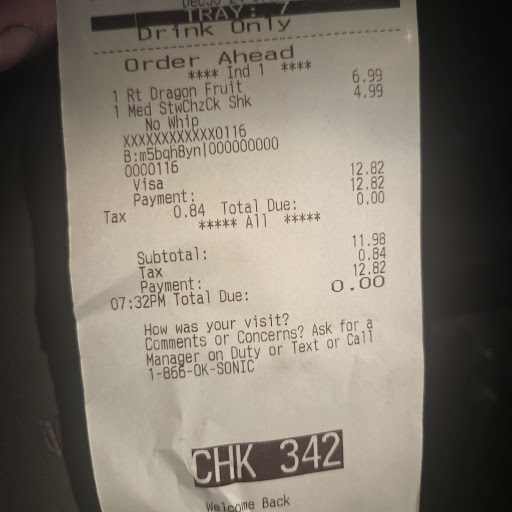 TRAY: 7
Drink Only
Order Ahead
**** Ind 1 ****
1 Rt Dragon Fruit 6.99
1 Med StwChzCk Shk 4.99
No Whip
XXXXXXXXXXXX0116
B:m5bqh8yn|000000000
0000116
Visa 12.82
Payment: 12.82
Tax 0.84 Total Due: 0.00
***** All *****
Subtotal: 11.98
Tax 0.84
Payment: 12.82
07:32PM Total Due: 0.00
How was your visit?
Comments or Concerns? Ask for a
Manager on Duty or Text or Call
1-866-OK-SONIC
CHK 342
Welcome Back